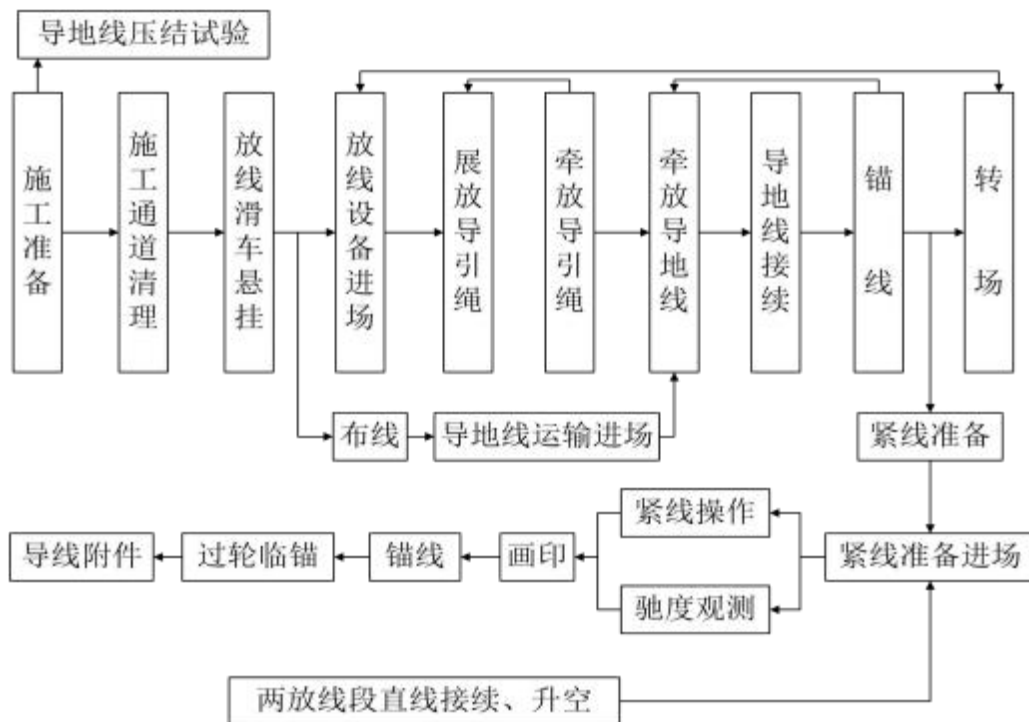 导地线压结试验
施工准备
施工通道清理
放线滑车悬挂
放线设备进场
展放导引绳
牵放导引绳
牵放导地线
导地线接续
锚线
转场
布线
导地线运输进场
紧线准备
紧线操作
导线附件
过轮临锚
锚线
画印
紧线准备进场
驰度观测
两放线段直线接续、升空